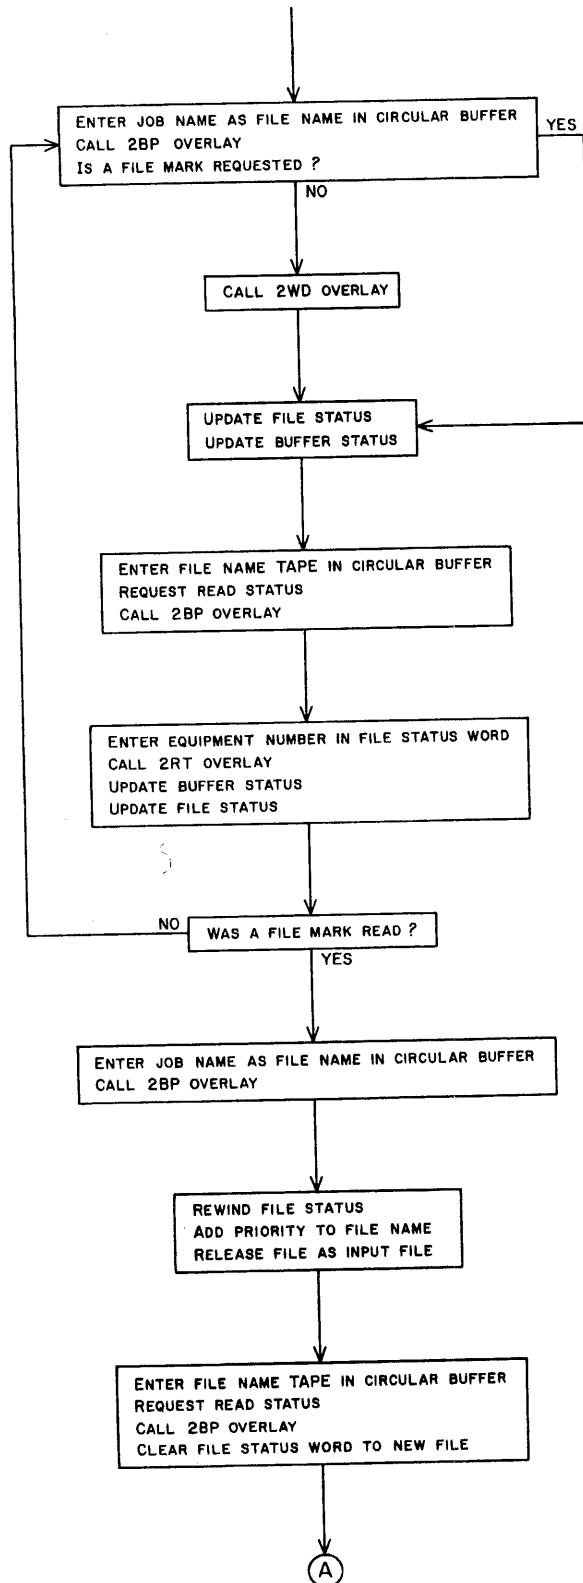 ENTER JOB NAME AS FILE NAME IN CIRCULAR BUFFER
CALL 2BP OVERLAY
IS A FILE MARK REQUESTED ?
YES
NO
CALL 2WD OVERLAY
UPDATE FILE STATUS
UPDATE BUFFER STATUS
ENTER FILE NAME TAPE IN CIRCULAR BUFFER
REQUEST READ STATUS
CALL 2BP OVERLAY
ENTER EQUIPMENT NUMBER IN FILE STATUS WORD
CALL 2RT OVERLAY
UPDATE BUFFER STATUS
UPDATE FILE STATUS
NO
WAS A FILE MARK READ ?
YES
ENTER JOB NAME AS FILE NAME IN CIRCULAR BUFFER
CALL 2BP OVERLAY
REWIND FILE STATUS
ADD PRIORITY TO FILE NAME
RELEASE FILE AS INPUT FILE
ENTER FILE NAME TAPE IN CIRCULAR BUFFER
REQUEST READ STATUS
CALL 2BP OVERLAY
CLEAR FILE STATUS WORD TO NEW FILE
A